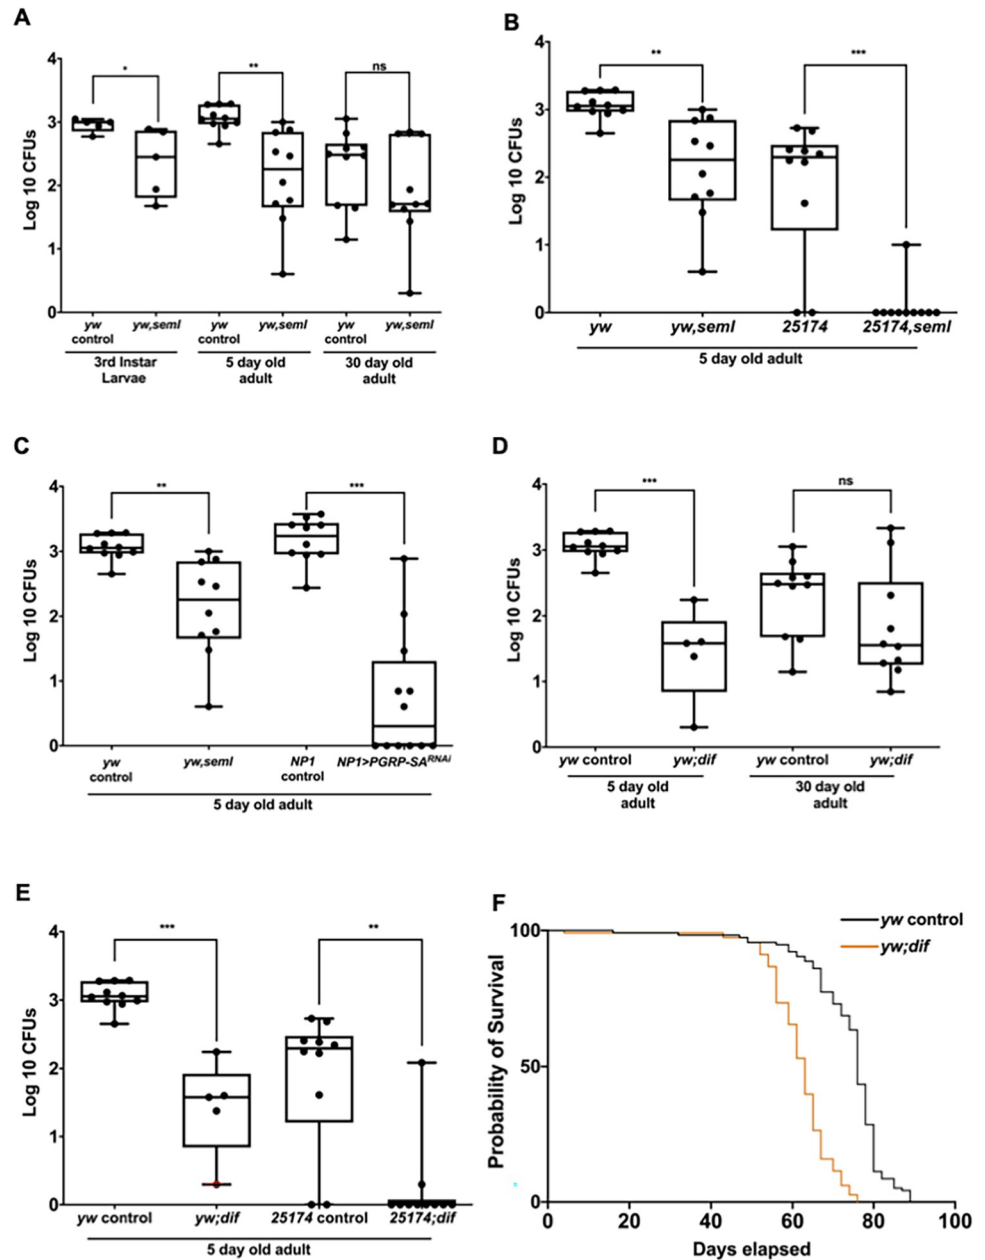 A
4
3
2
1
0
Log 10 CFUs
*
**
ns
yw
control
yw,seml
yw
control
yw,seml
yw
control
yw,seml
3rd Instar
Larvae
5 day old
adult
30 day old
adult
B
4
3
2
1
0
Log 10 CFUs
**
***
yw
yw,seml
25174
25174,seml
5 day old adult
C
4
3
2
1
0
Log 10 CFUs
**
***
yw
control
yw,seml
NP1
control
NP1>PGRP-SA^RNAi
5 day old adult
D
4
3
2
1
0
Log 10 CFUs
***
ns
yw control
yw;dif
yw control
yw;dif
5 day old
adult
30 day old
adult
E
4
3
2
1
0
Log 10 CFUs
***
**
yw control
yw;dif
25174 control
25174;dif
5 day old adult
F
100
50
0
Probability of Survival
yw control
yw;dif
0 20 40 60 80 100
Days elapsed